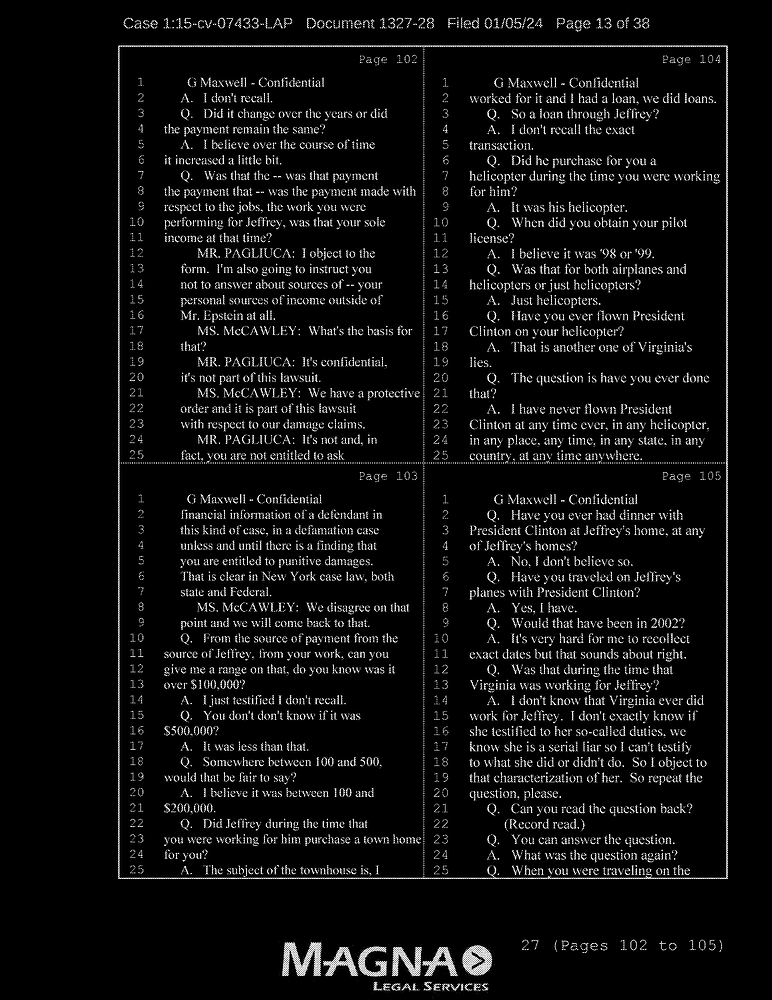 Case 1:15-cv-07433-LAP Document 1327-28 Filed 01/05/24 Page 13 of 38
Page 102
1 G Maxwell - Confidential
2 A. I don't recall.
3 Q. Did it change over the years or did
4 the payment remain the same?
5 A. I believe over the course of time
6 it increased a little bit.
7 Q. Was that the -- was that payment
8 the payment that -- was the payment made with
9 respect to the jobs, the work you were
10 performing for Jeffrey, was that your sole
11 income at that time?
12 MR. PAGLIUCA: I object to the
13 form. I'm also going to instruct you
14 not to answer about sources of -- your
15 personal sources of income outside of
16 Mr. Epstein at all.
17 MS. McCAWLEY: What's the basis for
18 that?
19 MR. PAGLIUCA: It's confidential,
20 it's not part of this lawsuit.
21 MS. McCAWLEY: We have a protective
22 order and it is part of this lawsuit
23 with respect to our damage claims.
24 MR. PAGLIUCA: It's not and, in
25 fact, you are not entitled to ask
Page 103
1 G Maxwell - Confidential
2 financial information of a defendant in
3 this kind of case, in a defamation case
4 unless and until there is a finding that
5 you are entitled to punitive damages.
6 That is clear in New York case law, both
7 state and Federal.
8 MS. McCAWLEY: We disagree on that
9 point and we will come back to that.
10 Q. From the source of payment from the
11 source of Jeffrey, from your work, can you
12 give me a range on that, do you know was it
13 over $100,000?
14 A. I just testified I don't recall.
15 Q. You don't don't know if it was
16 $500,000?
17 A. It was less than that.
18 Q. Somewhere between 100 and 500,
19 would that be fair to say?
20 A. I believe it was between 100 and
21 $200,000.
22 Q. Did Jeffrey during the time that
23 you were working for him purchase a town home
24 for you?
25 A. The subject of the townhouse is, I
Page 104
1 G Maxwell - Confidential
2 worked for it and I had a loan, we did loans.
3 Q. So a loan through Jeffrey?
4 A. I don't recall the exact
5 transaction.
6 Q. Did he purchase for you a
7 helicopter during the time you were working
8 for him?
9 A. It was his helicopter.
10 Q. When did you obtain your pilot
11 license?
12 A. I believe it was '98 or '99.
13 Q. Was that for both airplanes and
14 helicopters or just helicopters?
15 A. Just helicopters.
16 Q. Have you ever flown President
17 Clinton on your helicopter?
18 A. That is another one of Virginia's
19 lies.
20 Q. The question is have you ever done
21 that?
22 A. I have never flown President
23 Clinton at any time ever, in any helicopter,
24 in any place, any time, in any state, in any
25 country, at any time anywhere.
Page 105
1 G Maxwell - Confidential
2 Q. Have you ever had dinner with
3 President Clinton at Jeffrey's home, at any
4 of Jeffrey's homes?
5 A. No, I don't believe so.
6 Q. Have you traveled on Jeffrey's
7 planes with President Clinton?
8 A. Yes, I have.
9 Q. Would that have been in 2002?
10 A. It's very hard for me to recollect
11 exact dates but that sounds about right.
12 Q. Was that during the time that
13 Virginia was working for Jeffrey?
14 A. I don't know that Virginia ever did
15 work for Jeffrey. I don't exactly know if
16 she testified to her so-called duties, we
17 know she is a serial liar so I can't testify
18 to what she did or didn't do. So I object to
19 that characterization of her. So repeat the
20 question, please.
21 Q. Can you read the question back?
22 (Record read.)
23 Q. You can answer the question.
24 A. What was the question again?
25 Q. When you were traveling on the
MAGNA
LEGAL SERVICES
27 (Pages 102 to 105)